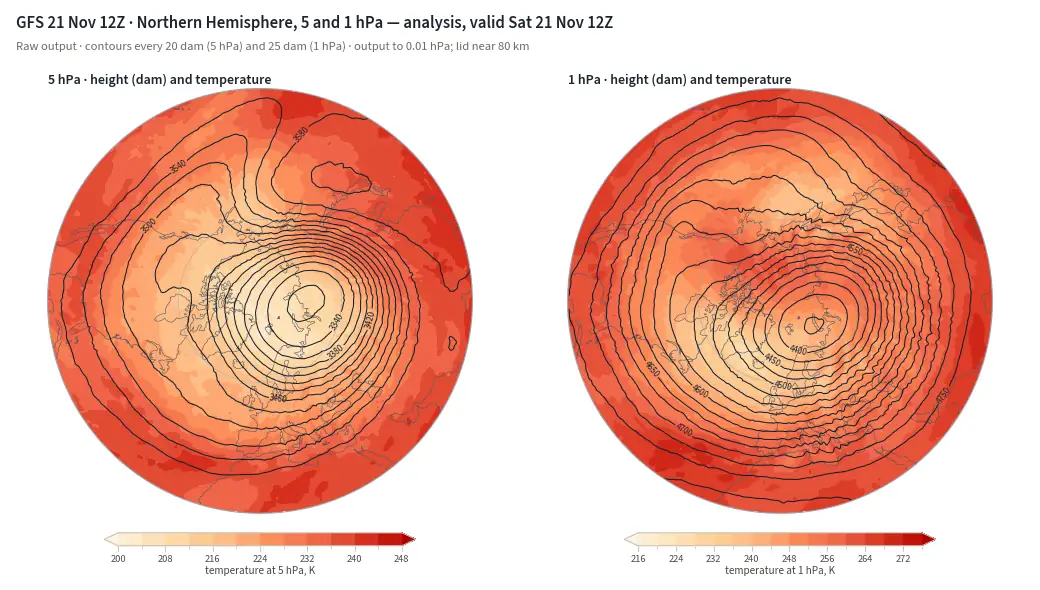 GFS 21 Nov 12Z · Northern Hemisphere, 5 and 1 hPa — analysis, valid Sat 21 Nov 12Z
Raw output · contours every 20 dam (5 hPa) and 25 dam (1 hPa) · output to 0.01 hPa; lid near 80 km
5 hPa · height (dam) and temperature
1 hPa · height (dam) and temperature
3580
3540
3500
3420
3340
3380
3460
4550
4400
4450
4500
4650
4600
4750
4700
200 208 216 224 232 240 248
temperature at 5 hPa, K
216 224 232 240 248 256 264 272
temperature at 1 hPa, K